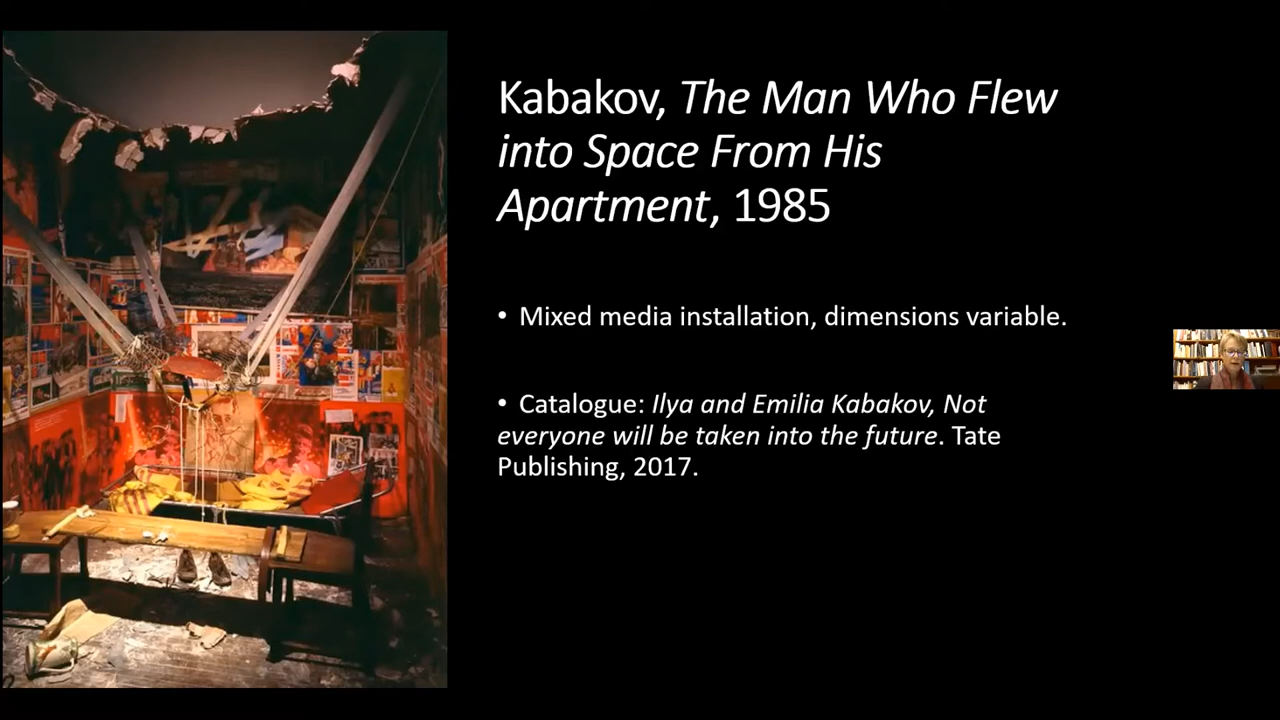 Kabakov, The Man Who Flew
into Space From His
Apartment, 1985
• Mixed media installation, dimensions variable.
• Catalogue: Ilya and Emilia Kabakov, Not
everyone will be taken into the future. Tate
Publishing, 2017.